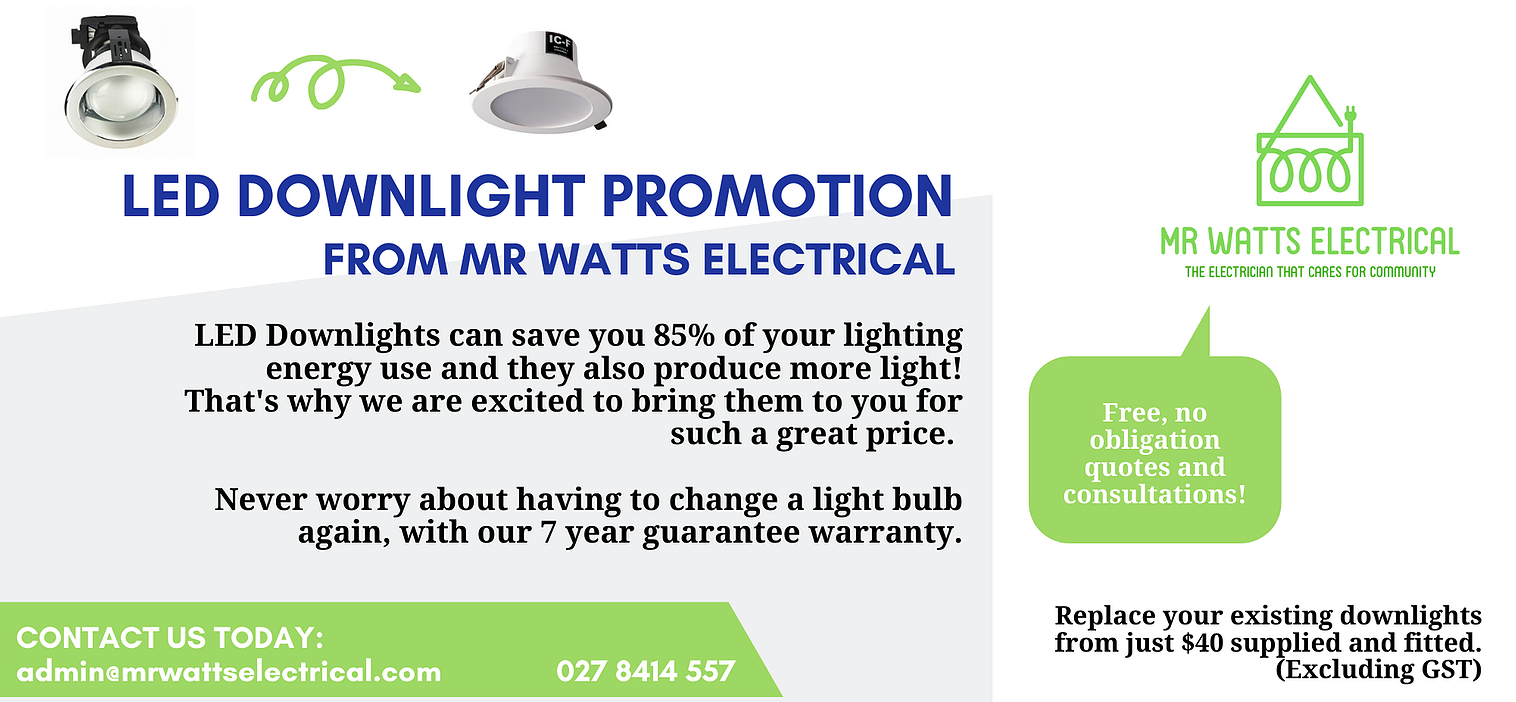 IC-F
LED DOWNLIGHT PROMOTION
FROM MR WATTS ELECTRICAL
LED Downlights can save you 85% of your lighting
energy use and they also produce more light!
That's why we are excited to bring them to you for
such a great price.
Never worry about having to change a light bulb
again, with our 7 year guarantee warranty.
CONTACT US TODAY:
admin@mrwattselectrical.com 027 8414 557
MR WATTS ELECTRICAL
THE ELECTRICIAN THAT CARES FOR COMMUNITY
Free, no
obligation
quotes and
consultations!
Replace your existing downlights
from just $40 supplied and fitted.
(Excluding GST)